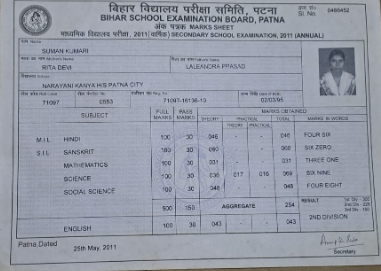 बिहार विद्यालय परीक्षा समिति, पटना
BIHAR SCHOOL EXAMINATION BOARD, PATNA
Sl. No.
अंक पत्रक MARKS SHEET
माध्यमिक विद्यालय परीक्षा, 2011 (वार्षिक) SECONDARY SCHOOL EXAMINATION, 2011 (ANNUAL)
SUMAN KUMARI
RITA DEVI
NARAYANI KANYA H/S PATNA CITY
71097
SUBJECT FULL MARKS PASS MARKS MARKS OBTAINED
THEORY PRACTICAL TOTAL MARKS IN WORDS
M.I.L. HINDI 100 30 046 - - 046 FOUR SIX
S.I.L. SANSKRIT 100 30 060 - - 060 SIX ZERO
MATHEMATICS 100 30 031 - - 031 THREE ONE
SCIENCE 100 30 017 069 SIX NINE
SOCIAL SCIENCE 100 30 048 - - 048 FOUR EIGHT
500 150 AGGREGATE 254 RESULT
2ND DIVISION
ENGLISH 100 30 043 - - 043
Patna, Dated 25th May, 2011
Secretary